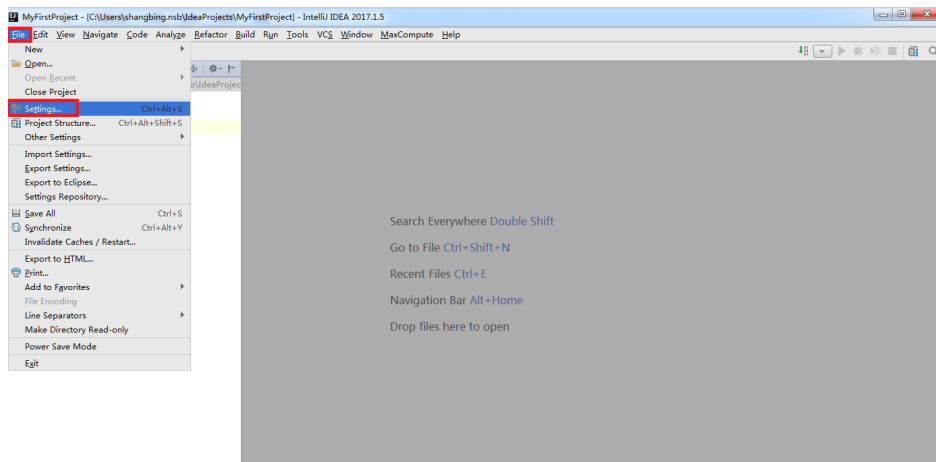 MyFirstProject - [C:\Users\shangbing.nsb\IdeaProjects\MyFirstProject] - IntelliJ IDEA 2017.1.5
File Edit View Navigate Code Analyze Refactor Build Run Tools VCS Window MaxCompute Help
New
Open...
Open Recent
b\IdeaProjec
Close Project
Settings... Ctrl+Alt+S
Project Structure... Ctrl+Alt+Shift+S
Other Settings
Import Settings...
Export Settings...
Export to Eclipse...
Settings Repository...
Save All Ctrl+S
Synchronize Ctrl+Alt+Y
Invalidate Caches / Restart...
Export to HTML...
Print...
Add to Favorites
File Encoding
Line Separators
Make Directory Read-only
Power Save Mode
Exit
Search Everywhere Double Shift
Go to File Ctrl+Shift+N
Recent Files Ctrl+E
Navigation Bar Alt+Home
Drop files here to open